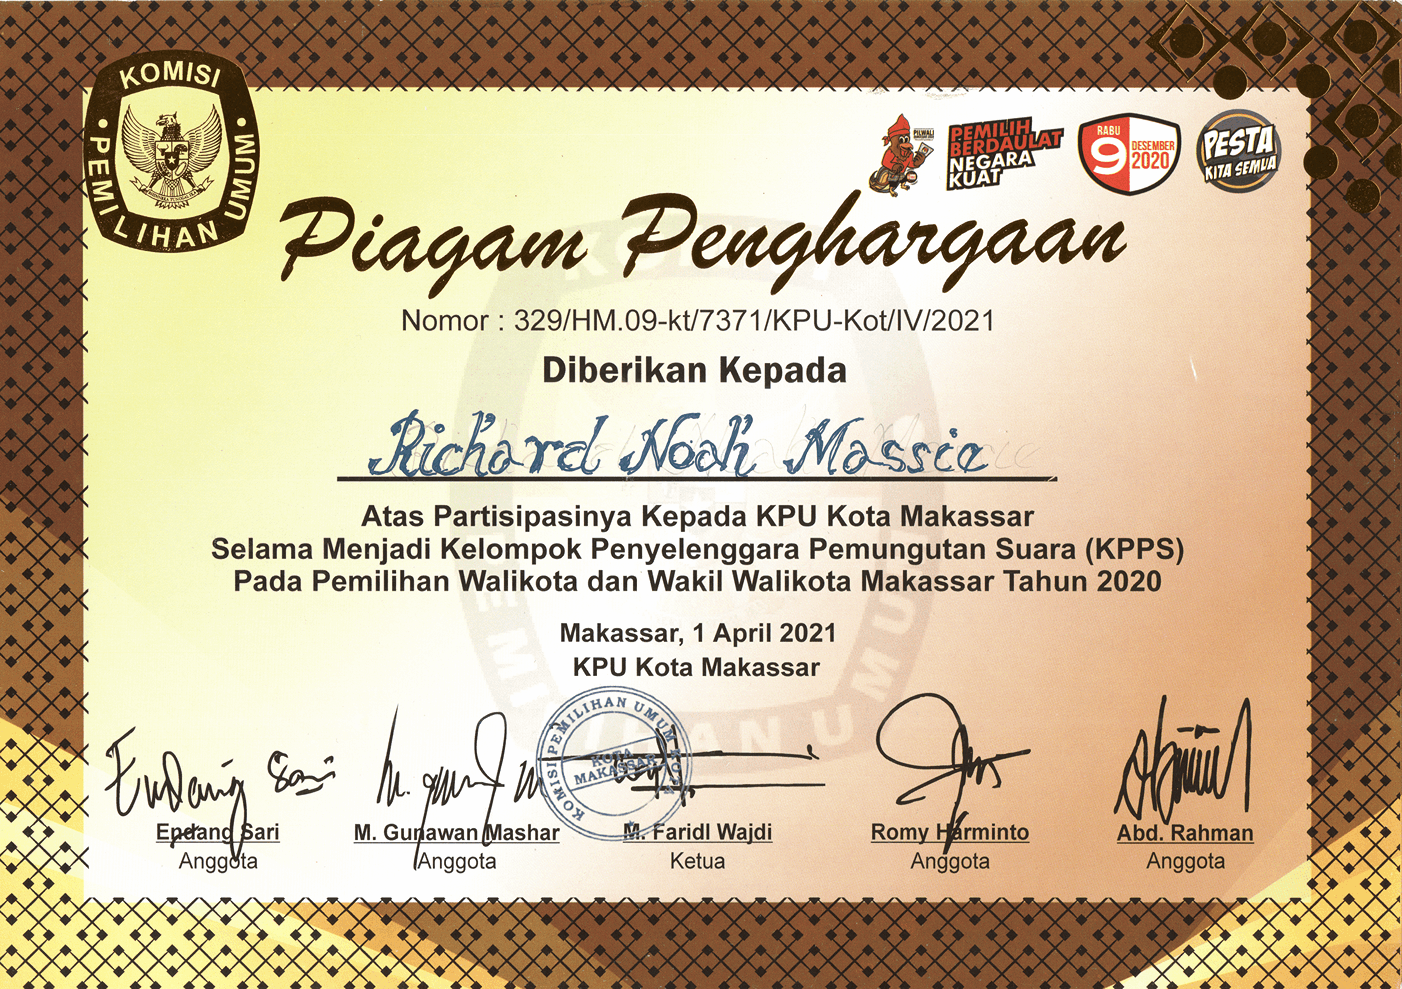 KOMISI
PEMILIHAN UMUM
PILWALI
PEMILIH
BERDAULAT
NEGARA
KUAT
RABU
9
DESEMBER
2020
PESTA
KITA SEMUA
Piagam Penghargaan
Nomor : 329/HM.09-kt/7371/KPU-Kot/IV/2021
Diberikan Kepada
Richard Noah Massie
Atas Partisipasinya Kepada KPU Kota Makassar
Selama Menjadi Kelompok Penyelenggara Pemungutan Suara (KPPS)
Pada Pemilihan Walikota dan Wakil Walikota Makassar Tahun 2020
Makassar, 1 April 2021
KPU Kota Makassar
KOMISI PEMILIHAN UMUM
KOTA
MAKASSAR
Endang Sari
Endang Sari
Anggota
M. Gunawan Mashar
Anggota
M. Faridl Wajdi
Ketua
Romy Harminto
Anggota
Abd. Rahman
Anggota